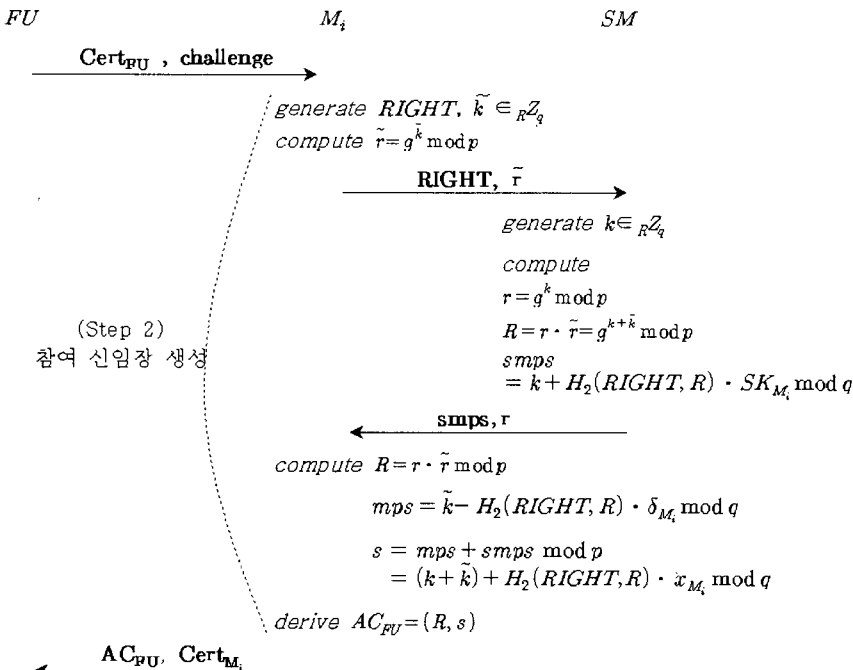 FU M_i SM
Cert_FU , challenge
generate RIGHT, k̃ ∈_R Z_q
compute r̃ = g^k̃ mod p
RIGHT, r̃
generate k ∈_R Z_q
compute
r = g^k mod p
(Step 2)
참여 신임장 생성
R = r · r̃ = g^{k+k̃} mod p
smps
= k + H_2(RIGHT, R) · SK_{M_i} mod q
smps, r
compute R = r · r̃ mod p
mps = k̃ − H_2(RIGHT, R) · δ_{M_i} mod q
s = mps + smps mod p
= (k + k̃) + H_2(RIGHT, R) · x_{M_i} mod q
derive AC_FU = (R, s)
AC_FU, Cert_{M_i}